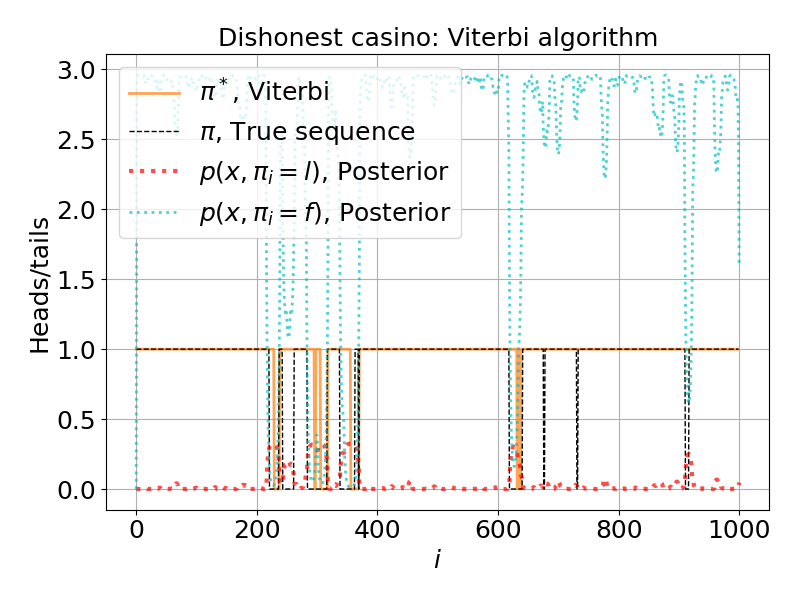 Dishonest casino: Viterbi algorithm
3.0
2.5
2.0
1.5
1.0
0.5
0.0
Heads/tails
π*, Viterbi
π, True sequence
p(x, πᵢ = l), Posterior
p(x, πᵢ = f), Posterior
0 200 400 600 800 1000
i